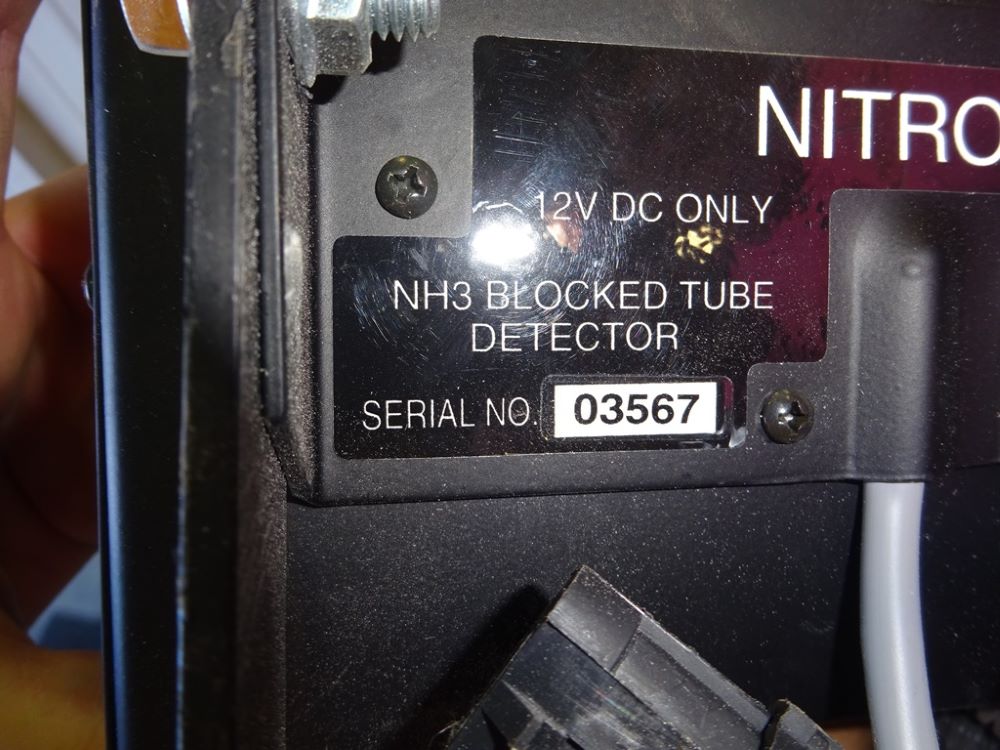 NITRO
12V DC ONLY
NH3 BLOCKED TUBE
DETECTOR
SERIAL NO. 03567